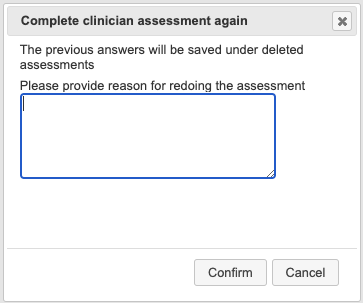 Complete clinician assessment again
The previous answers will be saved under deleted
assessments
Please provide reason for redoing the assessment
Confirm
Cancel